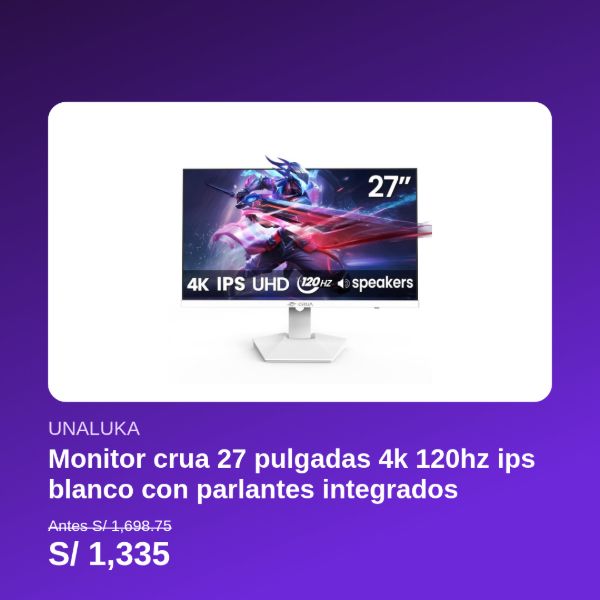 27"
4K IPS UHD 120HZ speakers
CRUA
UNALUKA
Monitor crua 27 pulgadas 4k 120hz ips
blanco con parlantes integrados
Antes S/ 1,698.75
S/ 1,335